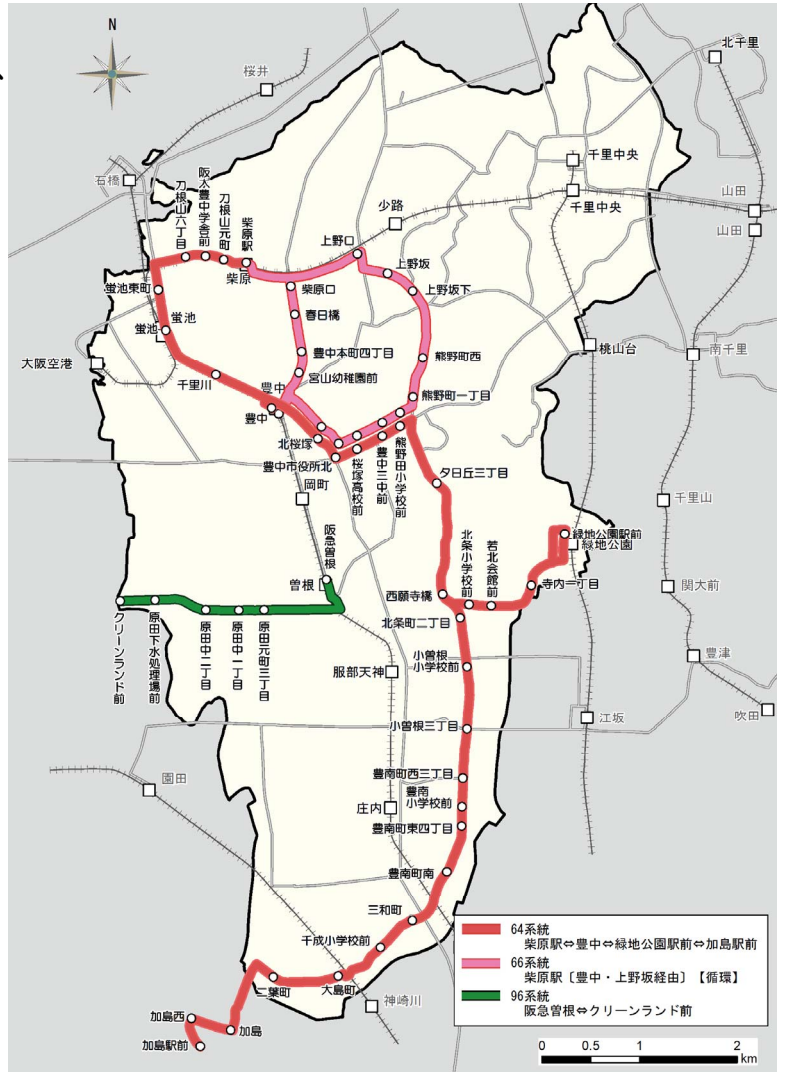 N
北千里
桜井
石橋
千里中央
千里中央
山田
山田
少路
刀根山六丁目
阪大豊中学舎前
刀根山元町
柴原駅
柴原
上野口
上野坂
上野坂下
蛍池東町
柴原口
春日橋
蛍池
蛍池
大阪空港
千里川
豊中本町四丁目
宮山幼稚園前
熊野町西
桃山台
南千里
豊中
豊中
熊野町一丁目
北桜塚
豊中市役所北
桜塚高校前
豊中三中前
熊野田小学校前
夕日丘三丁目
岡町
千里山
阪急曽根
曽根
北条小学校前
若北会館前
緑地公園駅前
緑地公園
寺内一丁目
関大前
西願寺橋
北条町二丁目
クリーンランド前
原田下水処理場前
原田中二丁目
原田中一丁目
原田元町三丁目
服部天神
小曽根
小学校前
豊津
吹田
江坂
小曽根三丁目
園田
豊南町西三丁目
庄内
豊南
小学校前
豊南町東四丁目
豊南町南
三和町
千成小学校前
二葉町
大島町
神崎川
加島西
加島
加島駅前
64系統
柴原駅⇔豊中⇔緑地公園駅前⇔加島駅前
66系統
柴原駅〔豊中・上野坂経由〕【循環】
96系統
阪急曽根⇔クリーンランド前
0 0.5 1 2
km